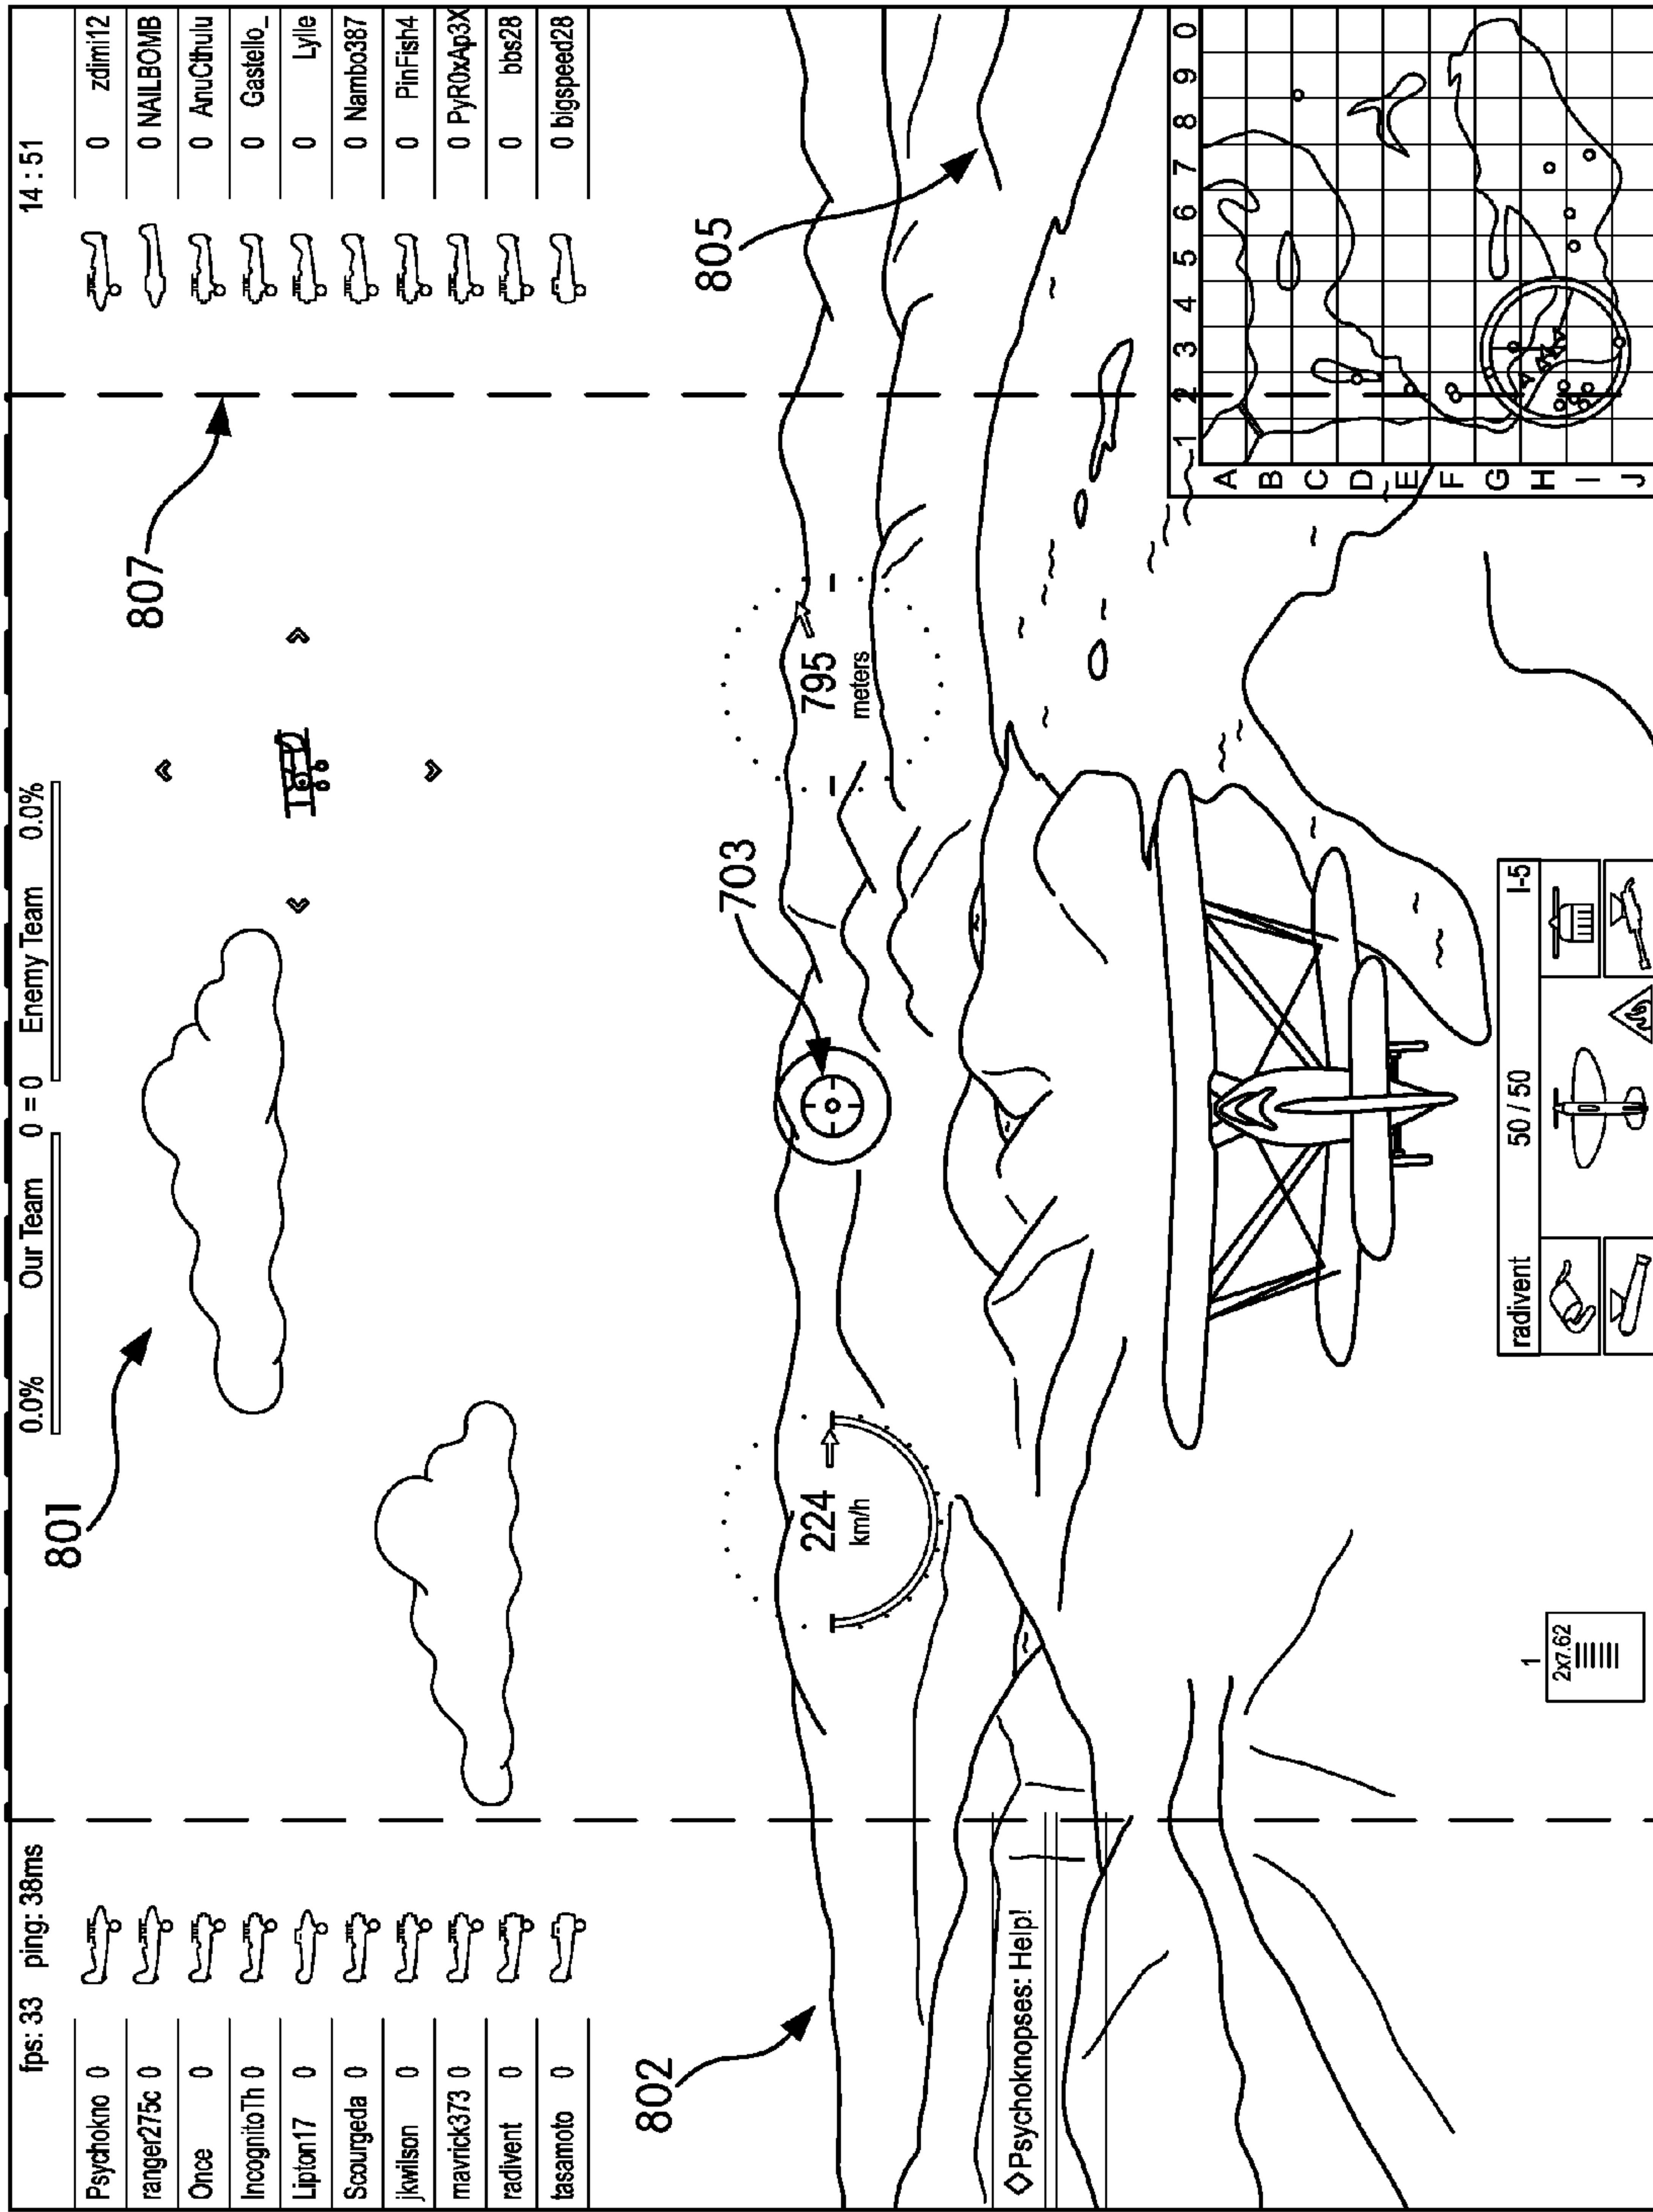 fps: 33 ping: 38ms
0.0% Our Team 0 = 0 Enemy Team 0.0%
14 : 51
Psychokno 0
ranger275c 0
Once 0
IncognitoTh 0
Lipton17 0
Scourgeda 0
jkwilson 0
mavrick373 0
radivent 0
tasamoto 0
0 zdimi12
0 NAILBOMB
0 AnuCthulu
0 Gastello_
0 Lylle
0 Nambo387
0 PinFish4
0 PyR0xAp3X
0 bbs28
0 bigspeed28
801
807
802
703
805
224
km/h
795
meters
◇Psychoknopses: Help!
1
2x7.62
radivent 50 / 50 I-5
1 2 3 4 5 6 7 8 9 0
A
B
C
D
E
F
G
H
I
J